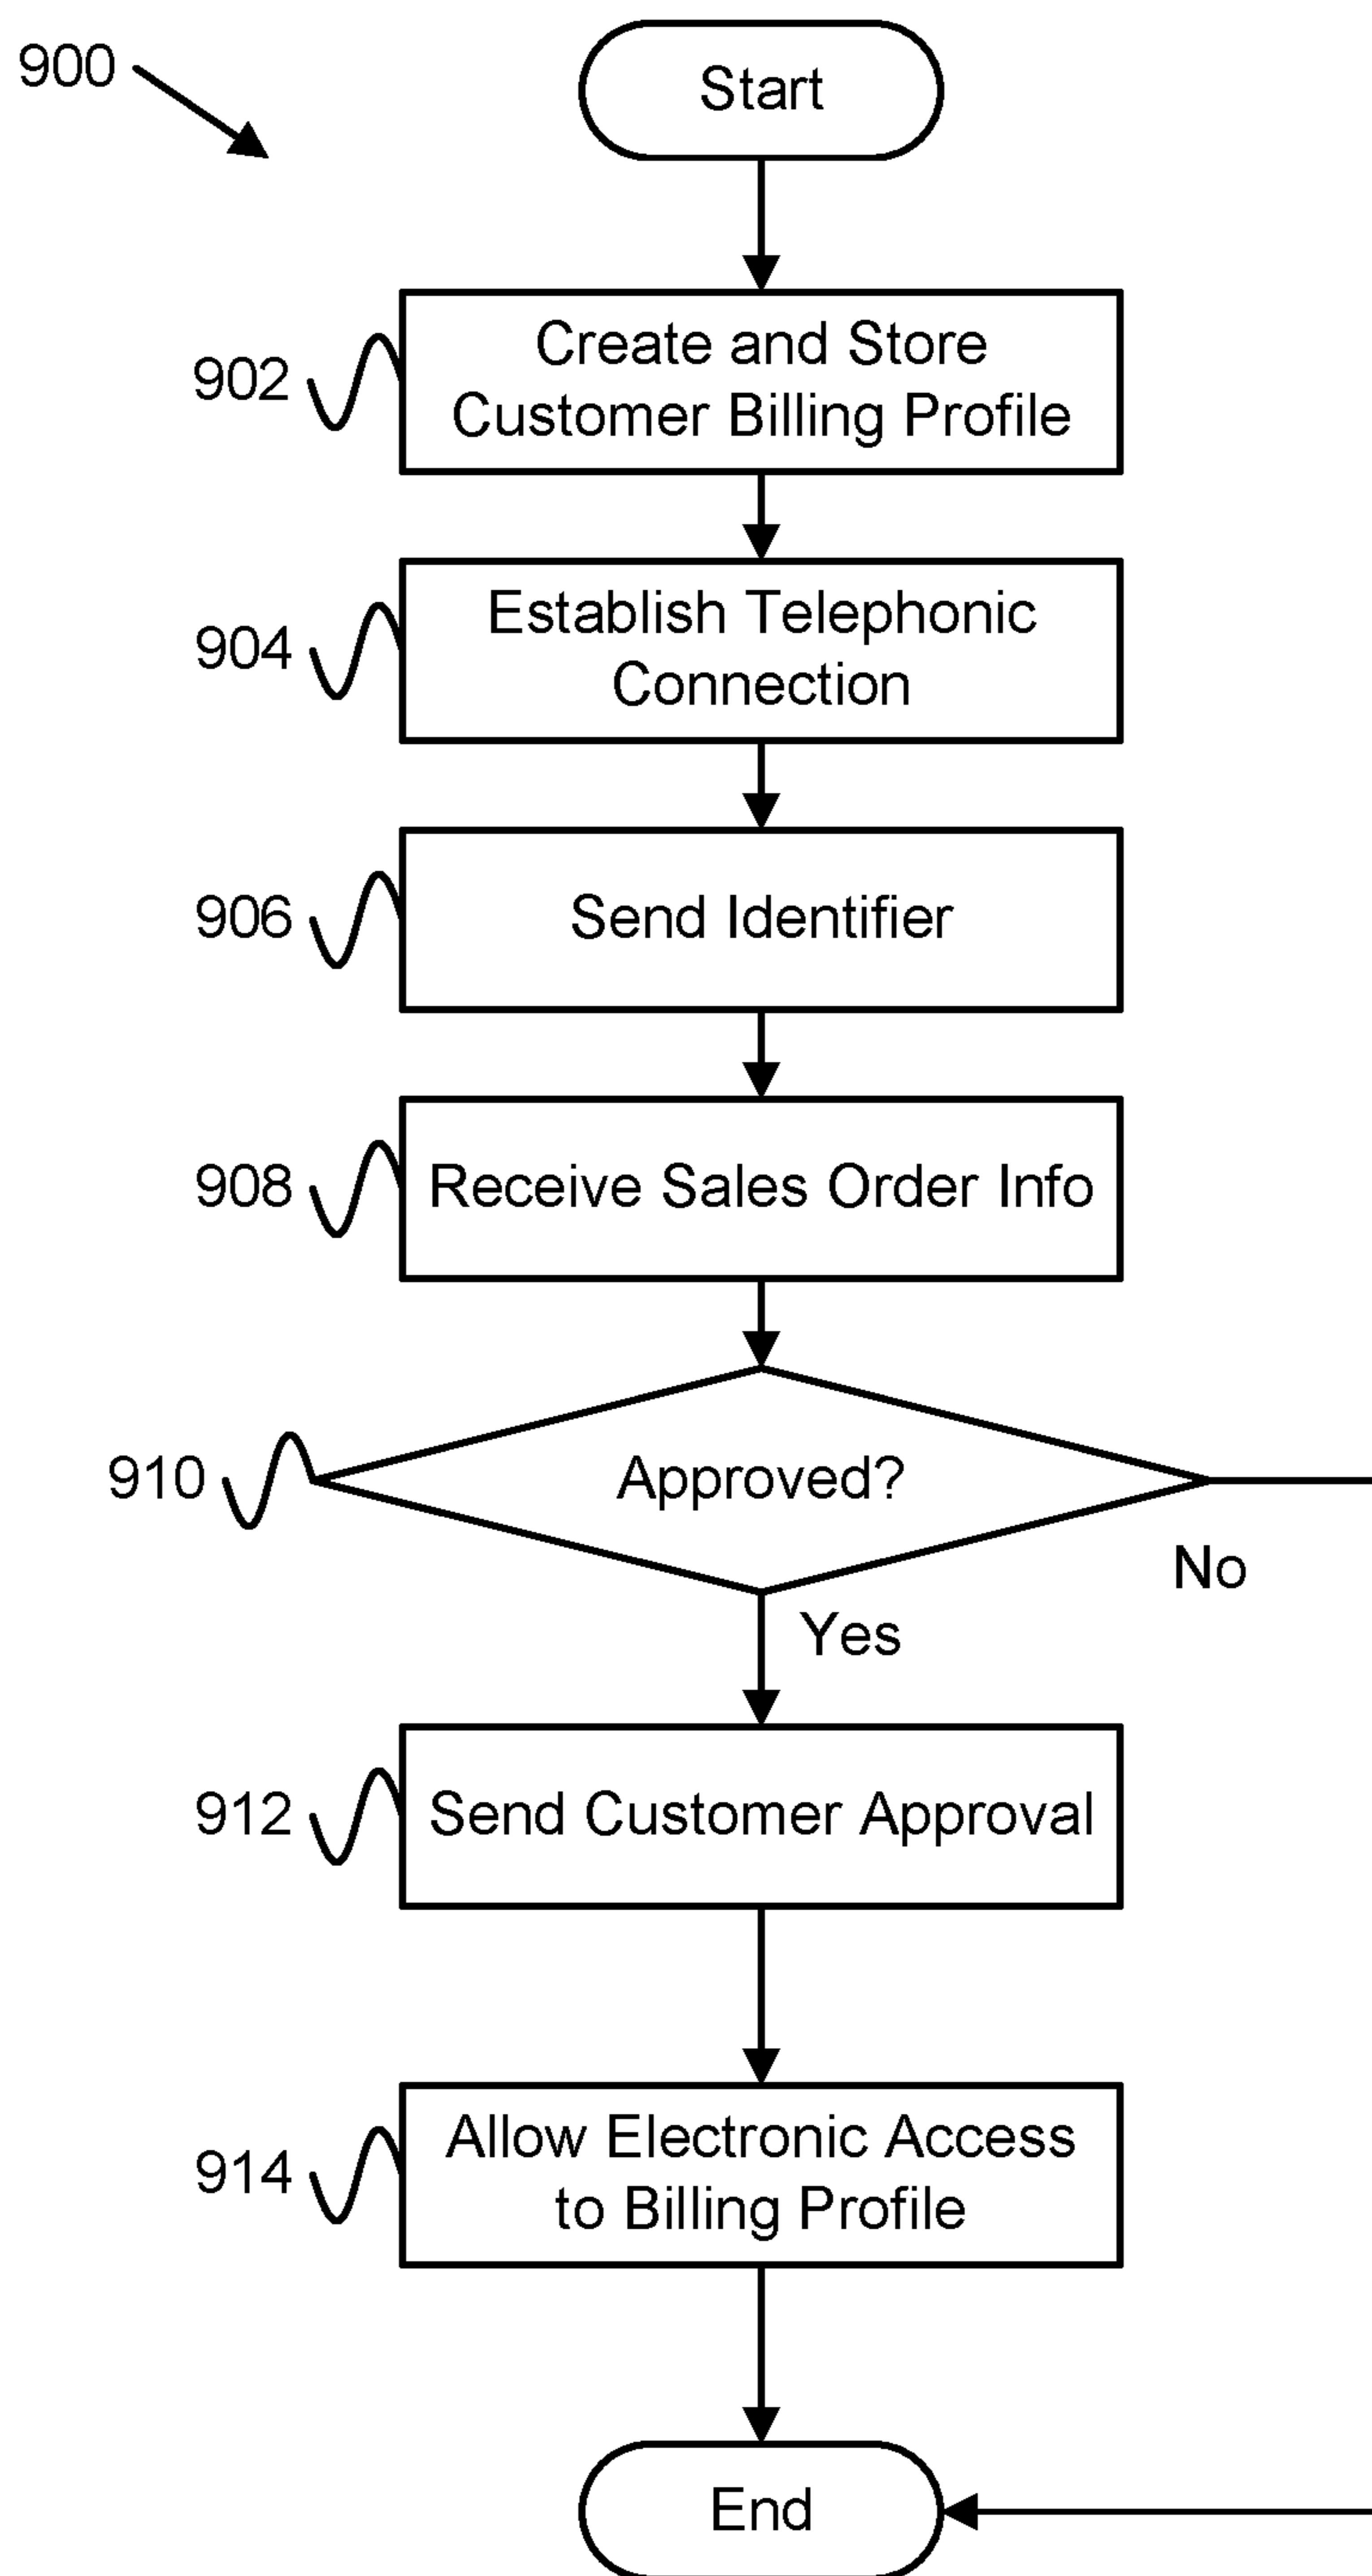 900
Start
902
Create and Store
Customer Billing Profile
904
Establish Telephonic
Connection
906
Send Identifier
908
Receive Sales Order Info
910
Approved?
No
Yes
912
Send Customer Approval
914
Allow Electronic Access
to Billing Profile
End